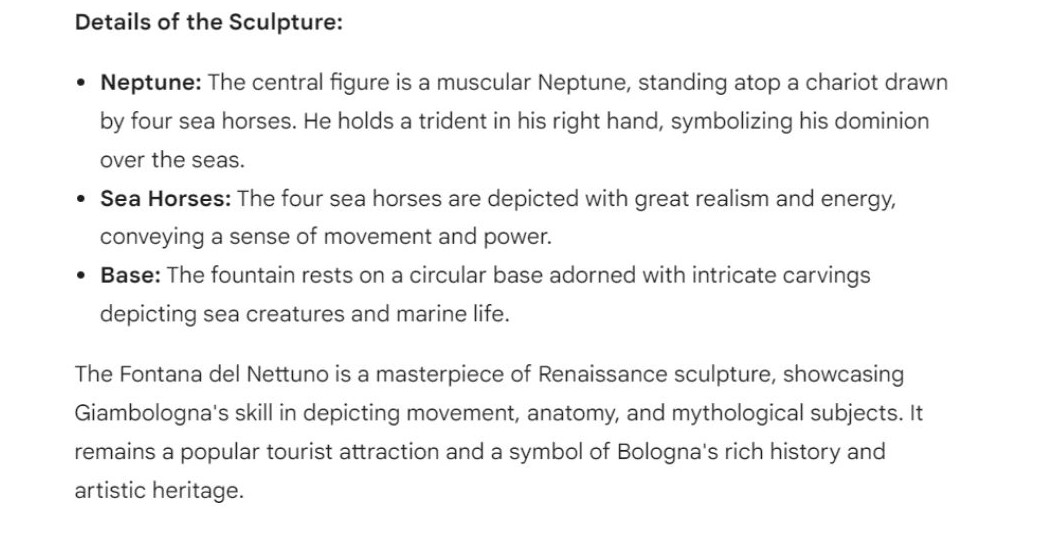 Details of the Sculpture:
• Neptune: The central figure is a muscular Neptune, standing atop a chariot drawn
by four sea horses. He holds a trident in his right hand, symbolizing his dominion
over the seas.
• Sea Horses: The four sea horses are depicted with great realism and energy,
conveying a sense of movement and power.
• Base: The fountain rests on a circular base adorned with intricate carvings
depicting sea creatures and marine life.
The Fontana del Nettuno is a masterpiece of Renaissance sculpture, showcasing
Giambologna's skill in depicting movement, anatomy, and mythological subjects. It
remains a popular tourist attraction and a symbol of Bologna's rich history and
artistic heritage.